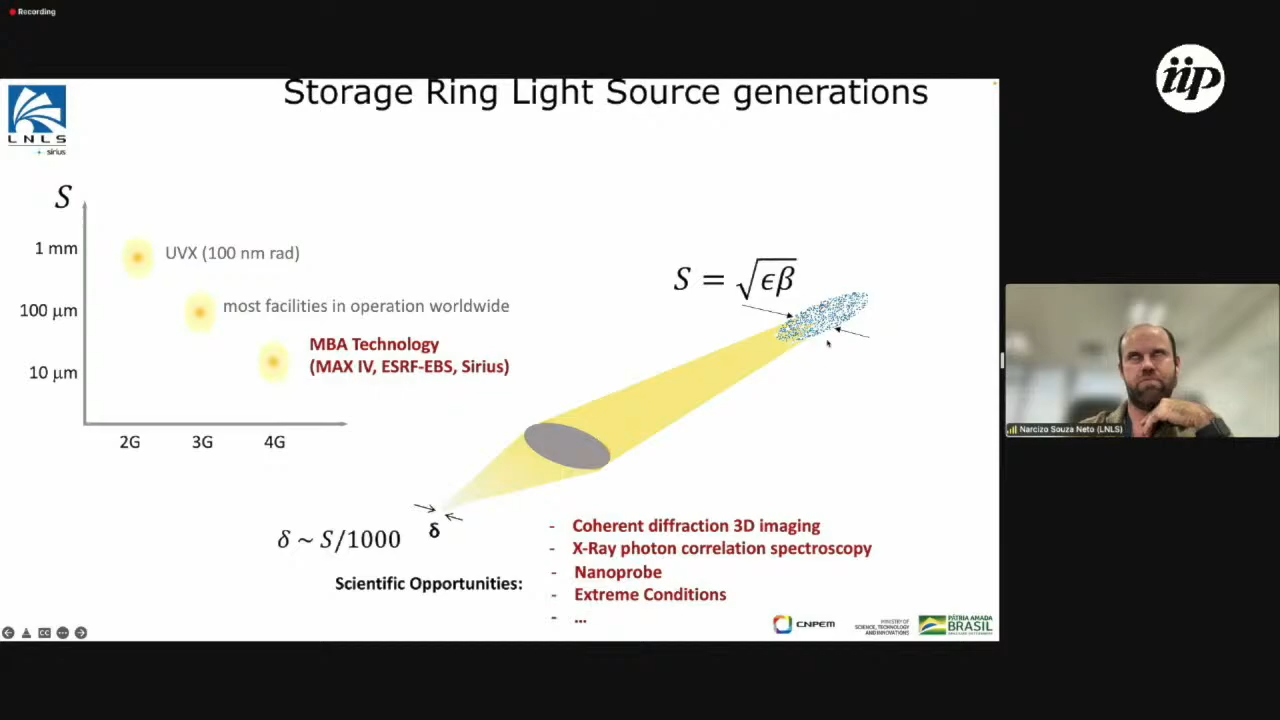 Recording
iip
Storage Ring Light Source generations
LNLS
sirius
S
1 mm
UVX (100 nm rad)
100 µm
most facilities in operation worldwide
MBA Technology
(MAX IV, ESRF-EBS, Sirius)
10 µm
2G 3G 4G
S = √ϵβ
δ ~ S/1000
δ
Scientific Opportunities:
- Coherent diffraction 3D imaging
- X-Ray photon correlation spectroscopy
- Nanoprobe
- Extreme Conditions
- ...
CC
CNPEM
MINISTRY OF
SCIENCE, TECHNOLOGY
AND INNOVATIONS
PÁTRIA AMADA
BRASIL
Narcizo Souza Neto (LNLS)